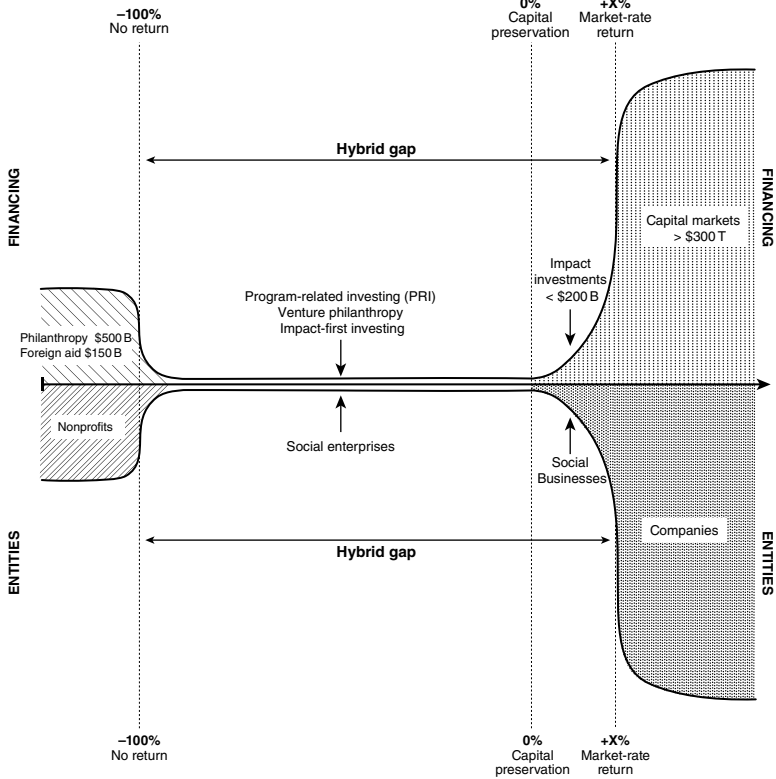 –100%
No return
0%
Capital
preservation
+X%
Market-rate
return
Hybrid gap
FINANCING
FINANCING
Capital markets
> $300 T
Impact
investments
< $200 B
Program-related investing (PRI)
Venture philanthropy
Impact-first investing
Philanthropy $500 B
Foreign aid $150 B
Nonprofits
Social enterprises
Social
Businesses
Companies
Hybrid gap
ENTITIES
ENTITIES
–100%
No return
0%
Capital
preservation
+X%
Market-rate
return